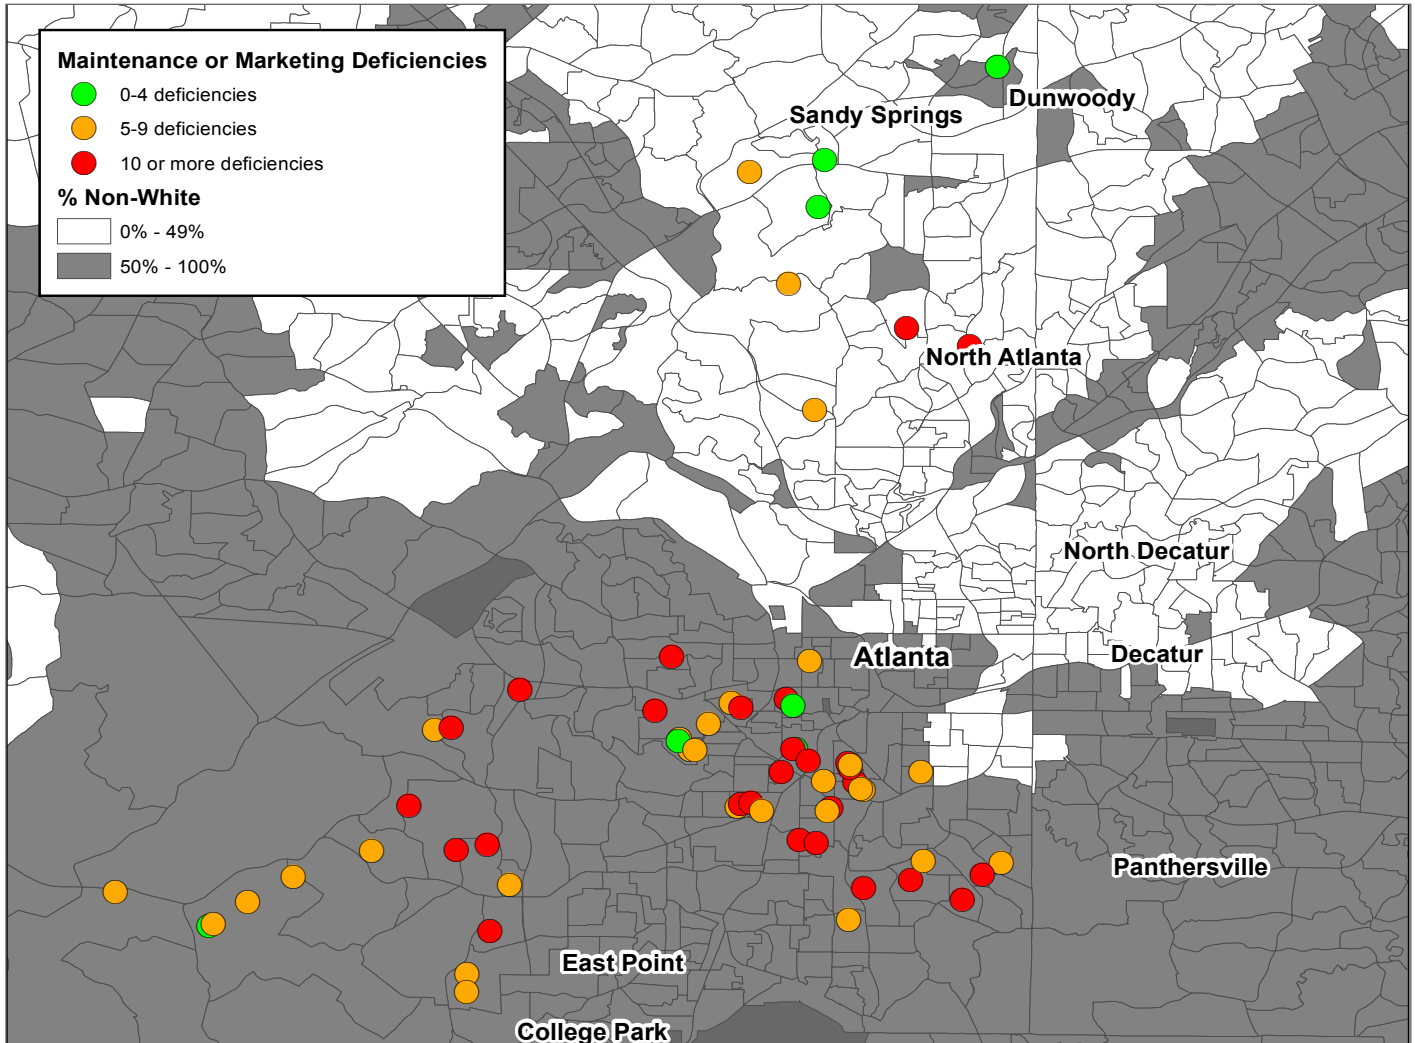 Maintenance or Marketing Deficiencies
0-4 deficiencies
5-9 deficiencies
10 or more deficiencies
% Non-White
0% - 49%
50% - 100%
Dunwoody
Sandy Springs
North Atlanta
North Decatur
Decatur
Atlanta
Panthersville
East Point
College Park